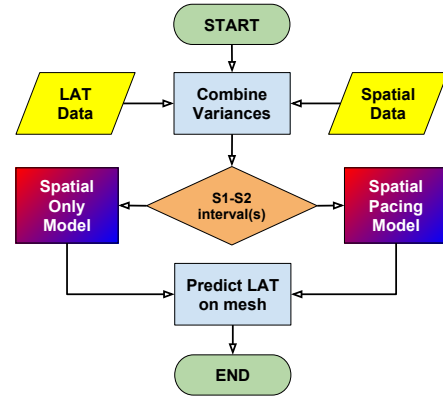 START
LAT
Data
Combine
Variances
Spatial
Data
Spatial
Only
Model
S1-S2
interval(s)
Spatial
Pacing
Model
Predict LAT
on mesh
END